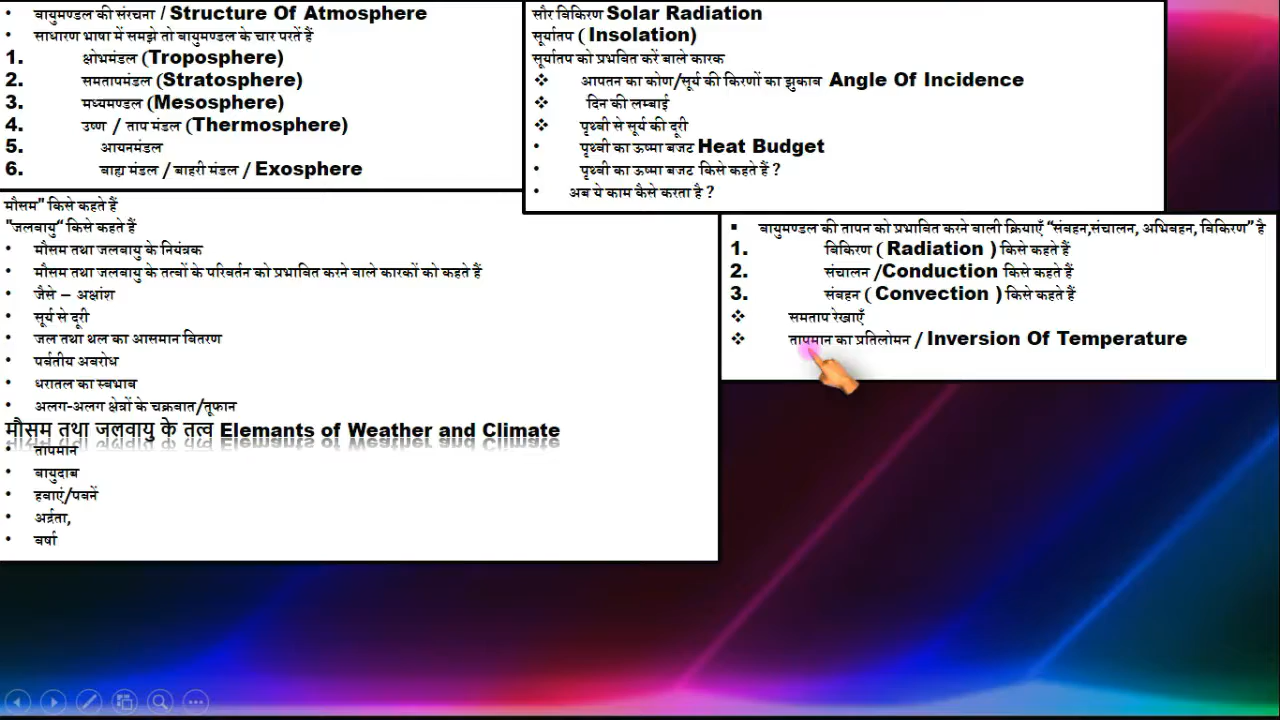 • वायुमण्डल की संरचना / Structure Of Atmosphere
• साधारण भाषा में समझे तो वायुमण्डल के चार परतें हैं
1. क्षोभमंडल (Troposphere)
2. समतापमंडल (Stratosphere)
3. मध्यमण्डल (Mesosphere)
4. उष्ण / ताप मंडल (Thermosphere)
5. आयनमंडल
6. बाह्य मंडल / बाहरी मंडल / Exosphere
सौर विकिरण Solar Radiation
सूर्यातप ( Insolation)
सूर्यातप को प्रभवित करें बाले कारक
❖ आपतन का कोण/सूर्य की किरणों का झुकाब Angle Of Incidence
❖ दिन की लम्बाई
❖ पृथ्वी से सूर्य की दूरी
• पृथ्वी का ऊष्मा बजट Heat Budget
• पृथ्वी का ऊष्मा बजट किसे कहते हैं ?
• अब ये काम कैसे करता है ?
मौसम" किसे कहते हैं
"जलवायु“ किसे कहते हैं
• मौसम तथा जलवायु के नियंत्रक
• मौसम तथा जलवायु के तत्वों के परिवर्तन को प्रभावित करने बाले कारकों को कहते हैं
• जैसे – अक्षांश
• सूर्य से दूरी
• जल तथा थल का आसमान वितरण
• पर्वतीय अबरोध
• धरातल का स्वभाब
• अलग-अलग क्षेत्रों के चक्रबात/तूफान
मौसम तथा जलवायु के तत्व Elemants of Weather and Climate
• तापमान
• बायुदाब
• हवाएं/पवनें
• अर्द्रता,
• बर्षा
▪ वायुमण्डल की तापन को प्रभावित करने बाली क्रियाएँ “संबहन,संचालन, अभिवहन, विकिरण” है
1. विकिरण ( Radiation ) किसे कहते हैं
2. संचालन /Conduction किसे कहते हैं
3. संवहन ( Convection ) किसे कहते हैं
❖ समताप रेखाएँ
❖ तापमान का प्रतिलोमन / Inversion Of Temperature